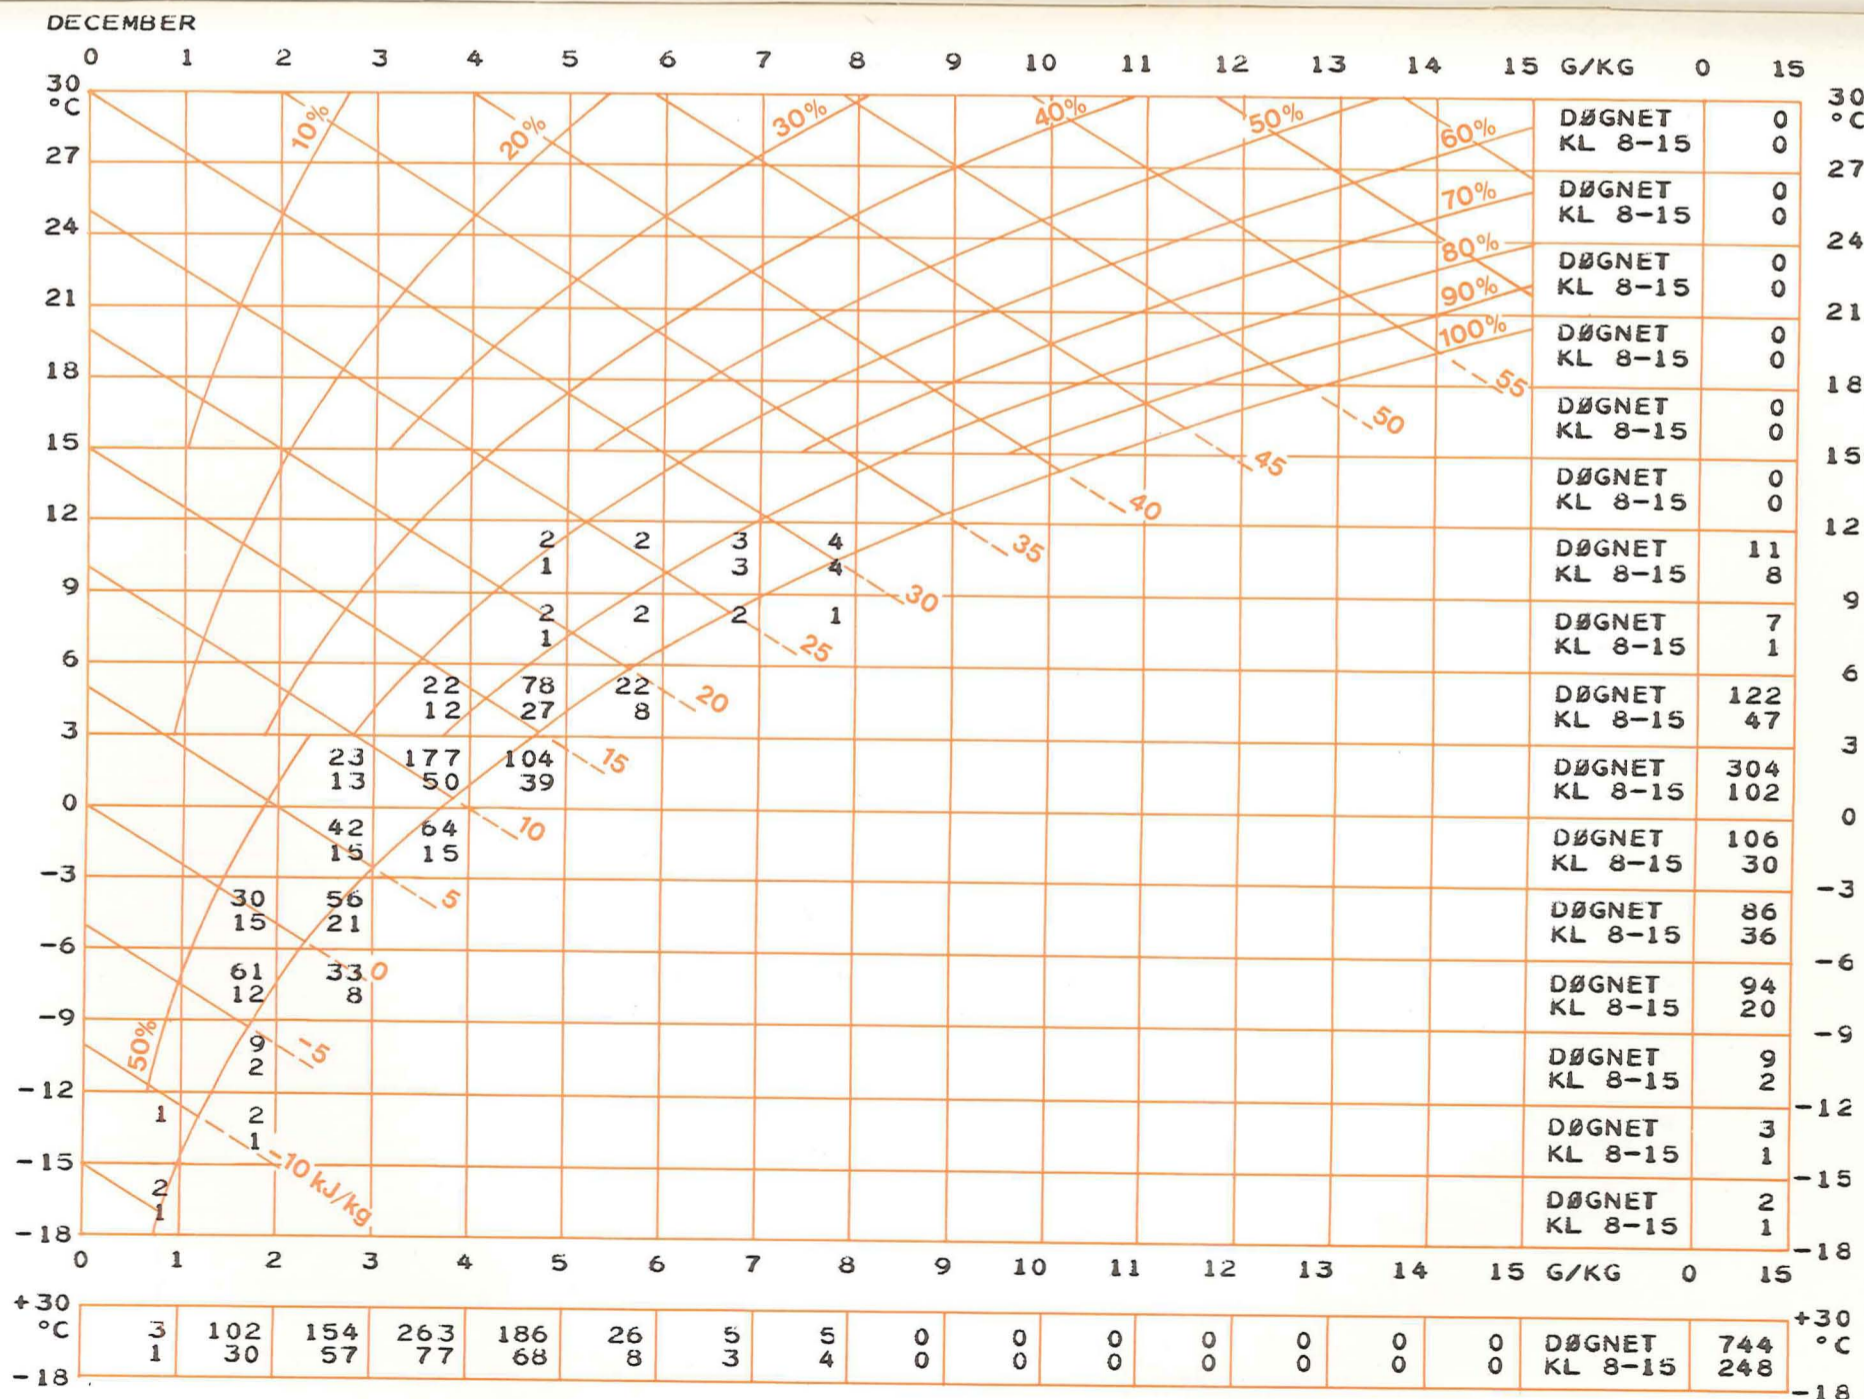 DECEMBER
0 1 2 3 4 5 6 7 8 9 10 11 12 13 14 15 G/KG 0 15
30 30
°C °C
10% 20% 30% 40% 50% 60%
DØGNET 0
KL 8-15 0
27 27
70%
DØGNET 0
KL 8-15 0
24 24
80%
90%
DØGNET 0
KL 8-15 0
21 21
100%
DØGNET 0
KL 8-15 0
18 55 18
50
DØGNET 0
KL 8-15 0
15 45 15
40
DØGNET 0
KL 8-15 0
12 12
35
2 2 3 4 DØGNET 11
1 3 4 KL 8-15 8
9 30 9
2 2 2 1 DØGNET 7
1 25 KL 8-15 1
6 6
22 78 22 20 DØGNET 122
12 27 8 KL 8-15 47
3 3
23 177 104 15 DØGNET 304
13 50 39 KL 8-15 102
0 0
42 64 10 DØGNET 106
15 15 KL 8-15 30
-3 -3
30 56 5 DØGNET 86
15 21 KL 8-15 36
-6 -6
61 33 0 DØGNET 94
12 8 KL 8-15 20
-9 -9
50% 9 -5 DØGNET 9
2 KL 8-15 2
-12 -12
1 2 DØGNET 3
1 KL 8-15 1
-15 -10 kJ/kg -15
2 DØGNET 2
1 KL 8-15 1
-18 -18
0 1 2 3 4 5 6 7 8 9 10 11 12 13 14 15 G/KG 0 15
+30 +30
°C 3 102 154 263 186 26 5 5 0 0 0 0 0 0 0 DØGNET 744 °C
1 30 57 77 68 8 3 4 0 0 0 0 0 0 0 KL 8-15 248
-18 -18